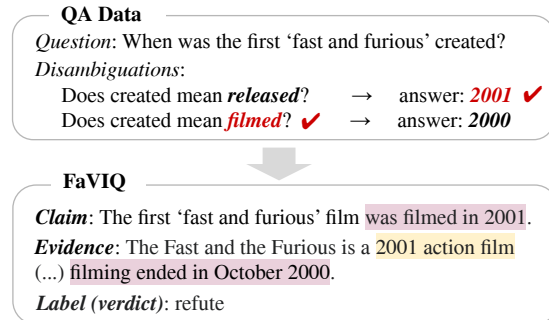 QA Data
Question: When was the first ‘fast and furious’ created?
Disambiguations:
Does created mean released? → answer: 2001 ✔
Does created mean filmed? ✔ → answer: 2000
FaVIQ
Claim: The first ‘fast and furious’ film was filmed in 2001.
Evidence: The Fast and the Furious is a 2001 action film
(...) filming ended in October 2000.
Label (verdict): refute